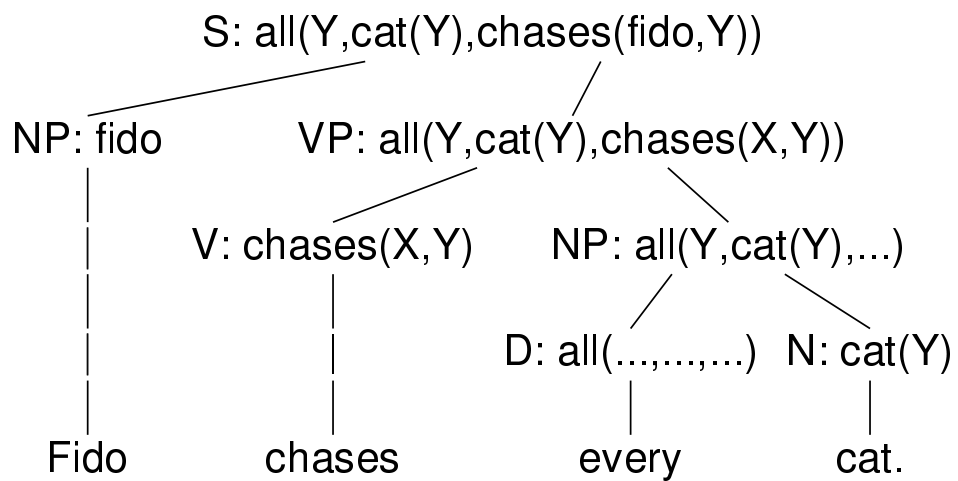 S: all(Y,cat(Y),chases(fido,Y))
NP: fido VP: all(Y,cat(Y),chases(X,Y))
V: chases(X,Y) NP: all(Y,cat(Y),...)
D: all(...,...,...) N: cat(Y)
Fido chases every cat.